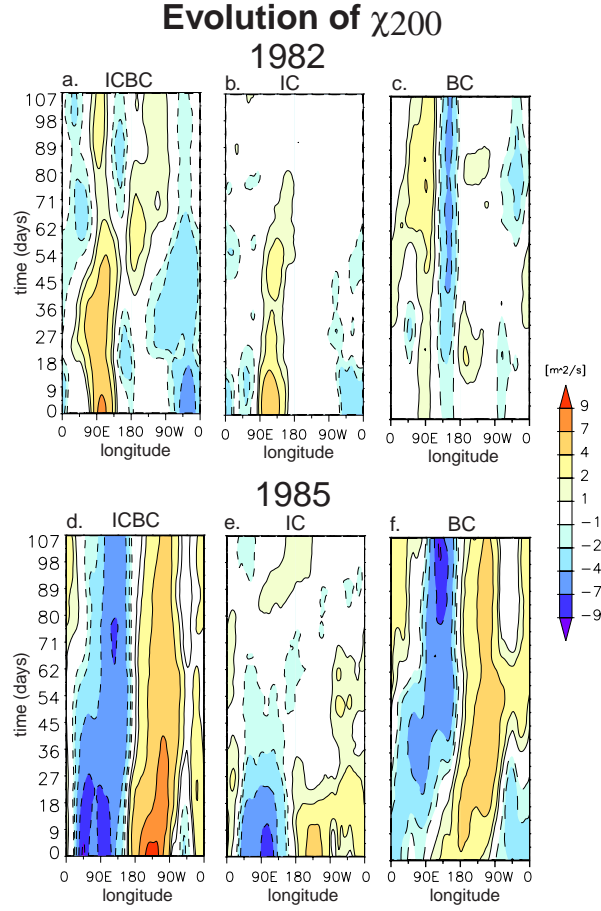 Evolution of χ200
1982
a. ICBC
b. IC
c. BC
107
98
89
80
71
62
54
45
36
27
18
9
0
time (days)
0 90E 180 90W 0
0 90E 180 90W 0
0 90E 180 90W 0
longitude
longitude
longitude
[m^2/s]
9
7
4
2
1
−1
−2
−4
−7
−9
1985
d. ICBC
e. IC
f. BC
107
98
89
80
71
62
54
45
36
27
18
9
0
time (days)
0 90E 180 90W 0
0 90E 180 90W 0
0 90E 180 90W 0
longitude
longitude
longitude